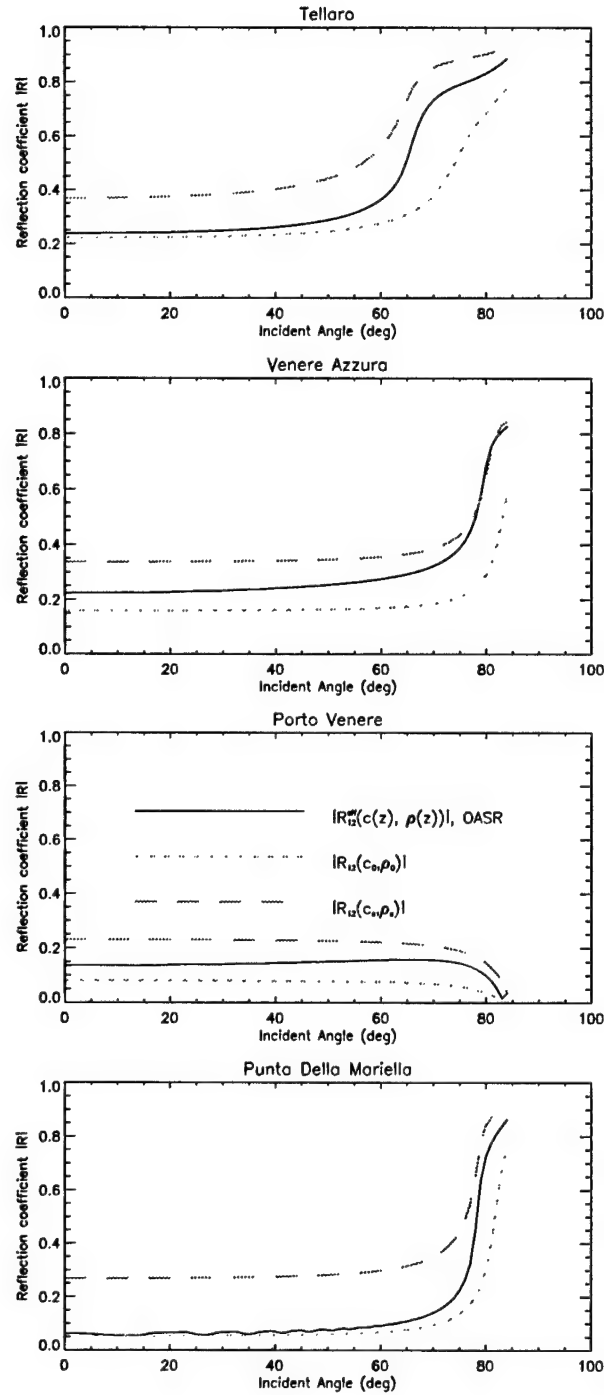 Tellaro
Reflection coefficient |R|
1.0
0.8
0.6
0.4
0.2
0.0
0 20 40 60 80 100
Incident Angle (deg)
Venere Azzura
Reflection coefficient |R|
1.0
0.8
0.6
0.4
0.2
0.0
0 20 40 60 80 100
Incident Angle (deg)
Porto Venere
Reflection coefficient |R|
1.0
0.8
0.6
0.4
0.2
0.0
|R₁₂ᵉᶠᶠ(c(z), ρ(z))|, OASR
|R₁₂(c₀,ρ₀)|
|R₁₂(c∞,ρ∞)|
0 20 40 60 80 100
Incident Angle (deg)
Punta Della Mariella
Reflection coefficient |R|
1.0
0.8
0.6
0.4
0.2
0.0
0 20 40 60 80 100
Incident Angle (deg)